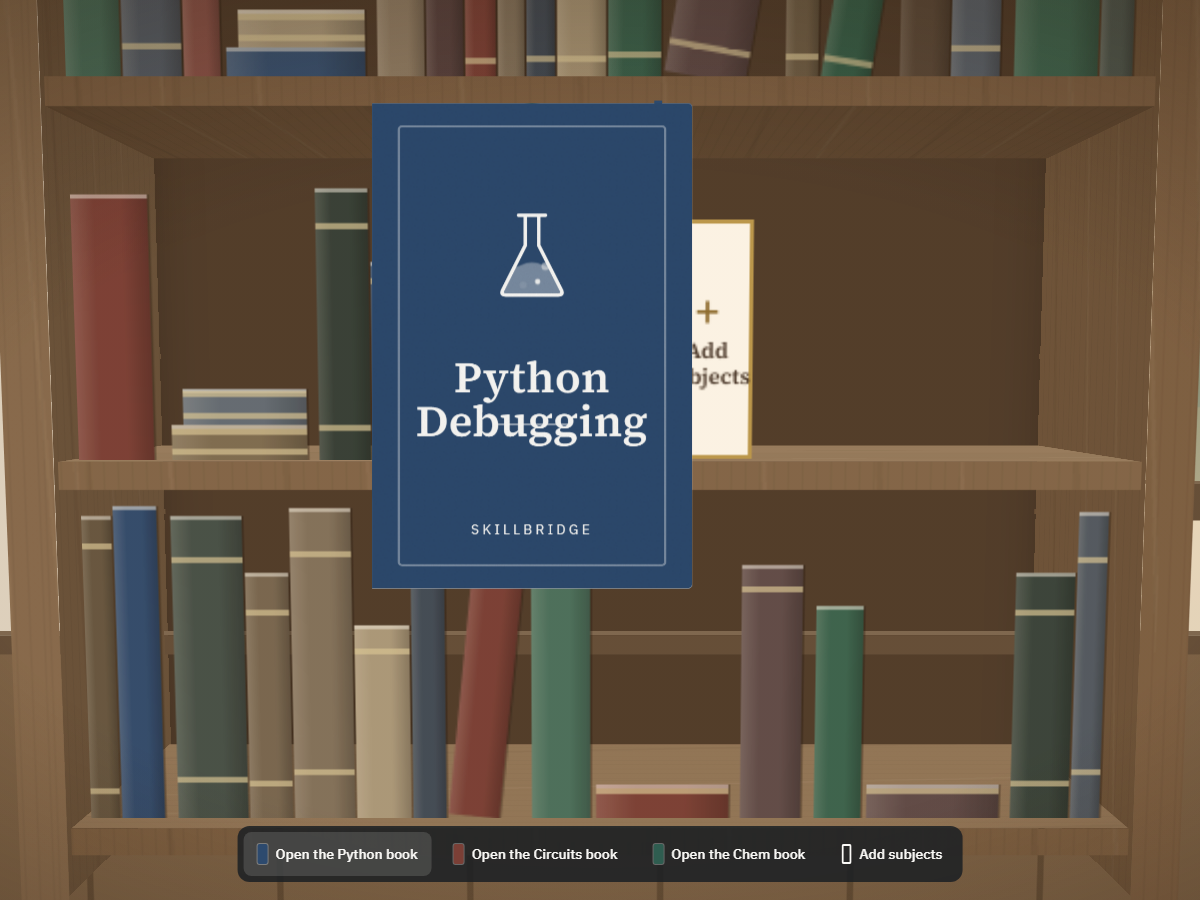 Python
Debugging
SKILLBRIDGE
+
Add
bjects
Open the Python book
Open the Circuits book
Open the Chem book
Add subjects